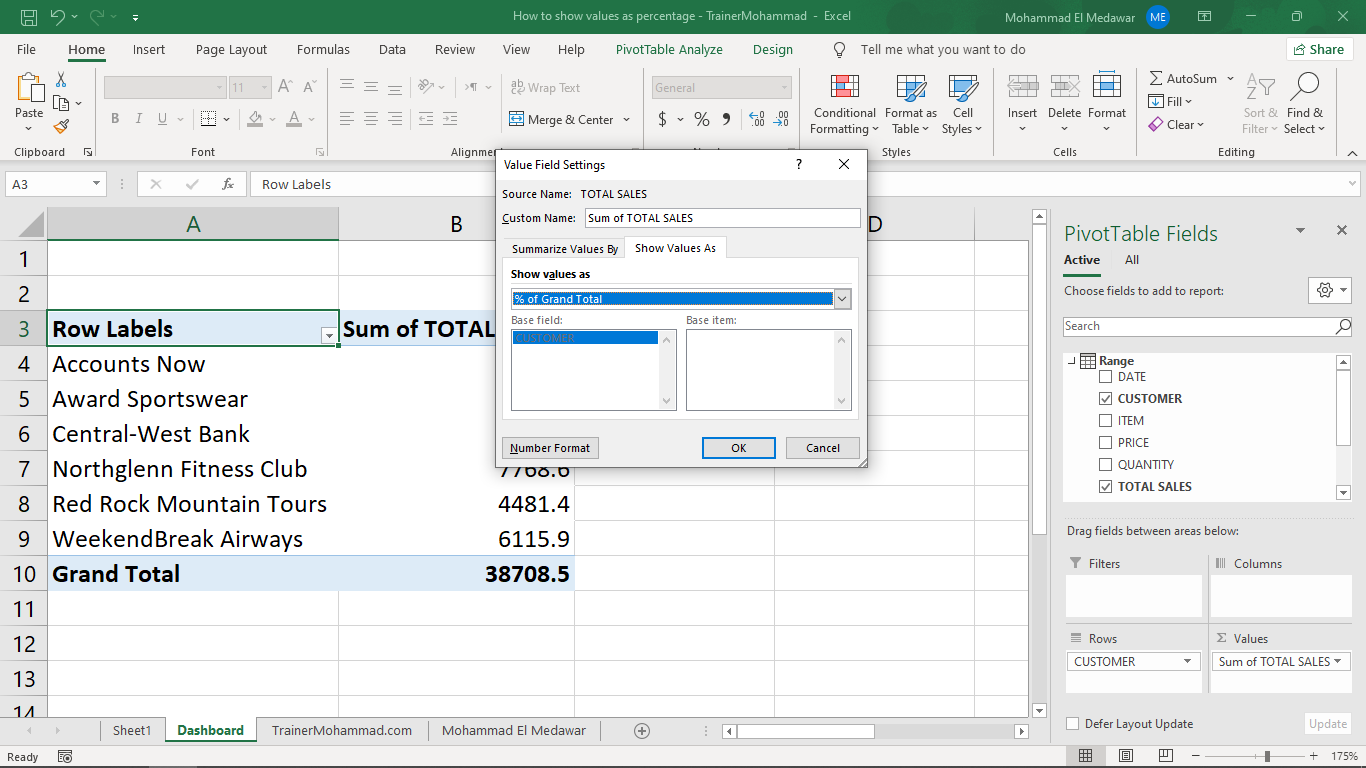 How to show values as percentage - TrainerMohammad - Excel
Mohammad El Medawar ME
File Home Insert Page Layout Formulas Data Review View Help PivotTable Analyze Design Tell me what you want to do Share
Paste
Clipboard
11 A A
B I U A
Font
ab Wrap Text
Merge & Center
Alignmen
General
$ % 9
Conditional Formatting
Format as Table
Cell Styles
Styles
Insert Delete Format
Cells
AutoSum
Fill
Clear
Sort & Filter
Find & Select
Editing
A3 fx Row Labels
A B D
1
2
3 Row Labels Sum of TOTAL
4 Accounts Now
5 Award Sportswear
6 Central-West Bank
7 Northglenn Fitness Club 7768.6
8 Red Rock Mountain Tours 4481.4
9 WeekendBreak Airways 6115.9
10 Grand Total 38708.5
11
12
13
14
Value Field Settings ?
Source Name: TOTAL SALES
Custom Name: Sum of TOTAL SALES
Summarize Values By Show Values As
Show values as
% of Grand Total
Base field: Base item:
CUSTOMER
Number Format OK Cancel
PivotTable Fields
Active All
Choose fields to add to report:
Search
Range
DATE
CUSTOMER
ITEM
PRICE
QUANTITY
TOTAL SALES
Drag fields between areas below:
Filters Columns
Rows Σ Values
CUSTOMER Sum of TOTAL SALES
Defer Layout Update Update
Sheet1 Dashboard TrainerMohammad.com Mohammad El Medawar
Ready 175%